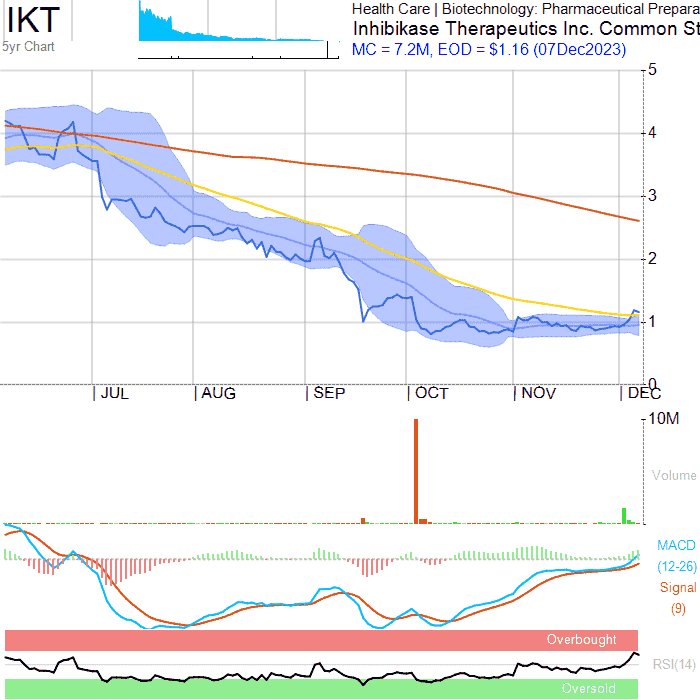 IKT
5yr Chart
Health Care | Biotechnology: Pharmaceutical Prepara
Inhibikase Therapeutics Inc. Common St
MC = 7.2M, EOD = $1.16 (07Dec2023)
5
4
3
2
1
0
JUL AUG SEP OCT NOV DEC
10M
Volume
MACD
(12-26)
Signal
(9)
Overbought
RSI(14)
Oversold